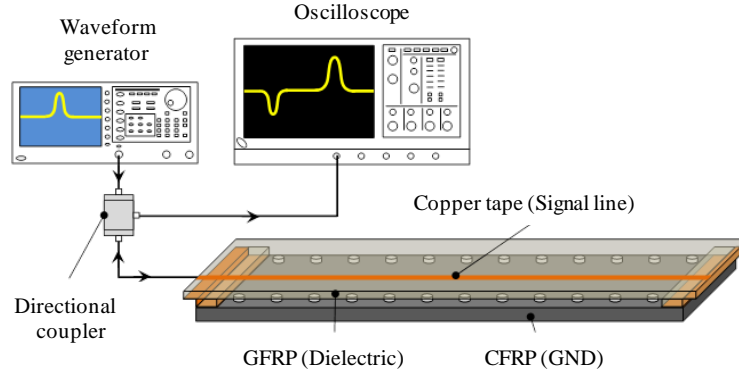 Oscilloscope
Waveform
generator
Copper tape (Signal line)
Directional
coupler
GFRP (Dielectric)
CFRP (GND)